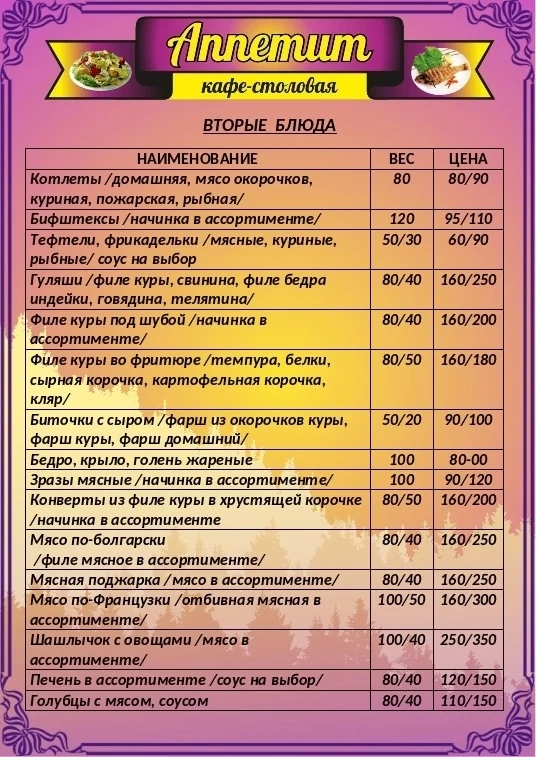 Аппетит
кафе-столовая
ВТОРЫЕ БЛЮДА
НАИМЕНОВАНИЕ ВЕС ЦЕНА
Котлеты /домашняя, мясо окорочков, 80 80/90
куриная, пожарская, рыбная/
Бифштексы /начинка в ассортименте/ 120 95/110
Тефтели, фрикадельки /мясные, куриные, 50/30 60/90
рыбные/ соус на выбор
Гуляши /филе куры, свинина, филе бедра 80/40 160/250
индейки, говядина, телятина/
Филе куры под шубой /начинка в 80/40 160/200
ассортименте/
Филе куры во фритюре /темпура, белки, 80/50 160/180
сырная корочка, картофельная корочка,
кляр/
Биточки с сыром /фарш из окорочков куры, 50/20 90/100
фарш куры, фарш домашний/
Бедро, крыло, голень жареные 100 80-00
Зразы мясные /начинка в ассортименте/ 100 90/120
Конверты из филе куры в хрустящей корочке 80/50 160/200
/начинка в ассортименте
Мясо по-болгарски 80/40 160/250
/филе мясное в ассортименте/
Мясная поджарка /мясо в ассортименте/ 80/40 160/250
Мясо по-Французки /отбивная мясная в 100/50 160/300
ассортименте/
Шашлычок с овощами /мясо в 100/40 250/350
ассортименте/
Печень в ассортименте /соус на выбор/ 80/40 120/150
Голубцы с мясом, соусом 80/40 110/150